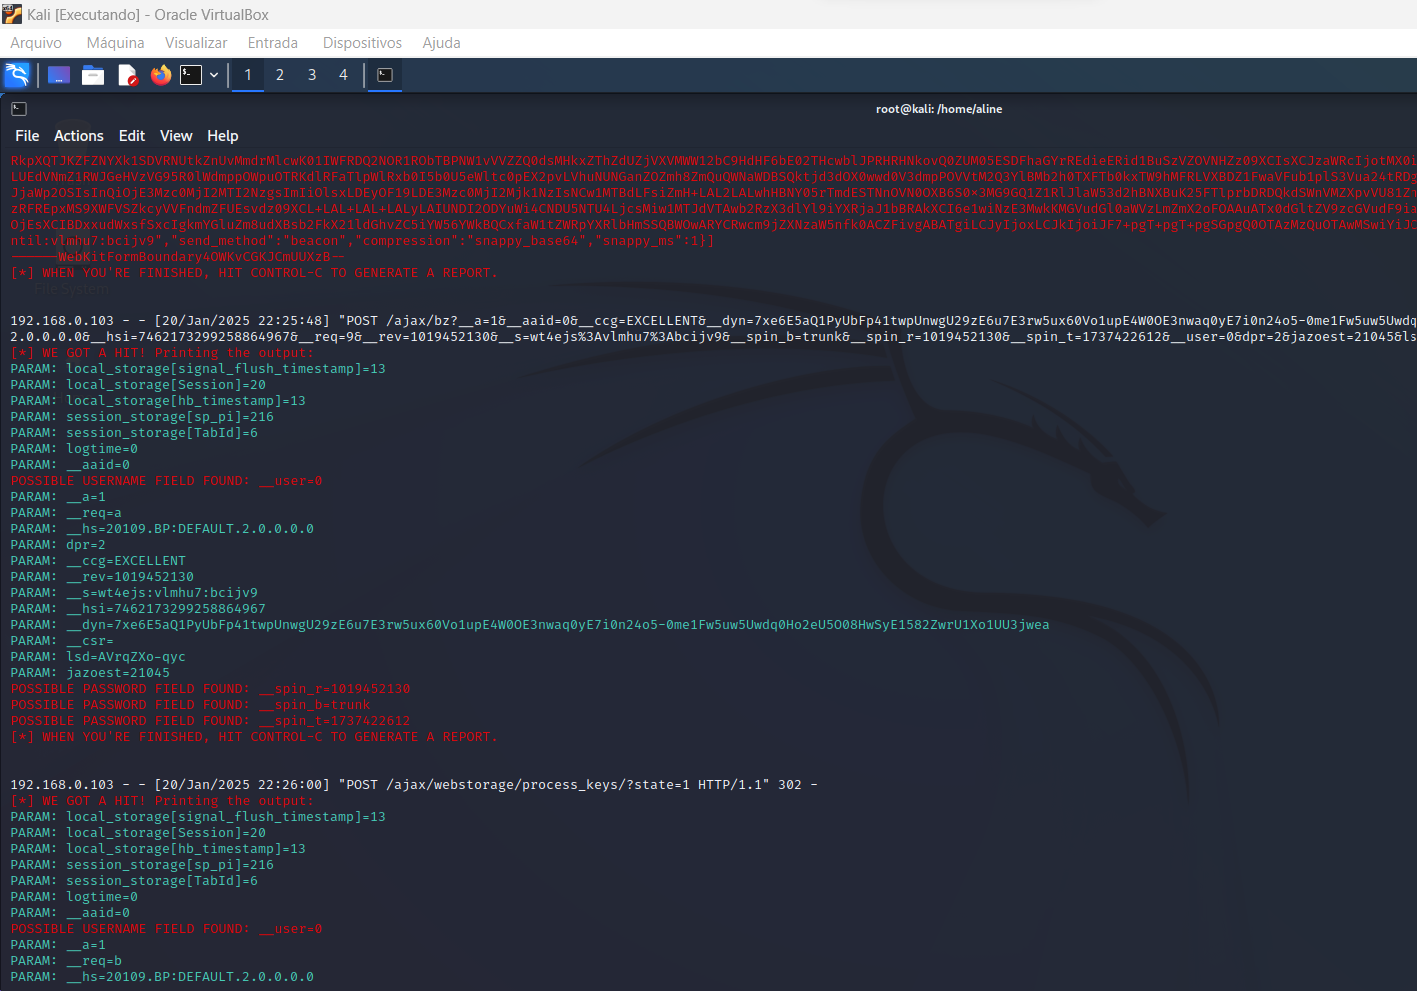 Kali [Executando] - Oracle VirtualBox
Arquivo Máquina Visualizar Entrada Dispositivos Ajuda
1 2 3 4
root@kali: /home/aline
File Actions Edit View Help
ntil:vlmhu7:bcijv9","send_method":"beacon","compression":"snappy_base64","snappy_ms":1}]
------WebKitFormBoundary4OWKvCGKJCmUUXzB--
[*] WHEN YOU'RE FINISHED, HIT CONTROL-C TO GENERATE A REPORT.
File System
192.168.0.103 - - [20/Jan/2025 22:25:48] "POST /ajax/bz?__a=1&__aaid=0&__ccg=EXCELLENT&__dyn=7xe6E5aQ1PyUbFp41twpUnwgU29zE6u7E3rw5ux60Vo1upE4W0OE3nwaq0yE7i0n24o5-0me1Fw5uw5Uwdq
2.0.0.0.0&__hsi=7462173299258864967&__req=9&__rev=1019452130&__s=wt4ejs%3Avlmhu7%3Abcijv9&__spin_b=trunk&__spin_r=1019452130&__spin_t=1737422612&__user=0&dpr=2&jazoest=21045&ls
[*] WE GOT A HIT! Printing the output:
PARAM: local_storage[signal_flush_timestamp]=13
PARAM: local_storage[Session]=20
PARAM: local_storage[hb_timestamp]=13
PARAM: session_storage[sp_pi]=216
PARAM: session_storage[TabId]=6
PARAM: logtime=0
PARAM: __aaid=0
POSSIBLE USERNAME FIELD FOUND: __user=0
PARAM: __a=1
PARAM: __req=a
PARAM: __hs=20109.BP:DEFAULT.2.0.0.0.0
PARAM: dpr=2
PARAM: __ccg=EXCELLENT
PARAM: __rev=1019452130
PARAM: __s=wt4ejs:vlmhu7:bcijv9
PARAM: __hsi=7462173299258864967
PARAM: __dyn=7xe6E5aQ1PyUbFp41twpUnwgU29zE6u7E3rw5ux60Vo1upE4W0OE3nwaq0yE7i0n24o5-0me1Fw5uw5Uwdq0Ho2eU5O08HwSyE1582ZwrU1Xo1UU3jwea
PARAM: __csr=
PARAM: lsd=AVrqZXo-qyc
PARAM: jazoest=21045
POSSIBLE PASSWORD FIELD FOUND: __spin_r=1019452130
POSSIBLE PASSWORD FIELD FOUND: __spin_b=trunk
POSSIBLE PASSWORD FIELD FOUND: __spin_t=1737422612
[*] WHEN YOU'RE FINISHED, HIT CONTROL-C TO GENERATE A REPORT.
192.168.0.103 - - [20/Jan/2025 22:26:00] "POST /ajax/webstorage/process_keys/?state=1 HTTP/1.1" 302 -
[*] WE GOT A HIT! Printing the output:
PARAM: local_storage[signal_flush_timestamp]=13
PARAM: local_storage[Session]=20
PARAM: local_storage[hb_timestamp]=13
PARAM: session_storage[sp_pi]=216
PARAM: session_storage[TabId]=6
PARAM: logtime=0
PARAM: __aaid=0
POSSIBLE USERNAME FIELD FOUND: __user=0
PARAM: __a=1
PARAM: __req=b
PARAM: __hs=20109.BP:DEFAULT.2.0.0.0.0